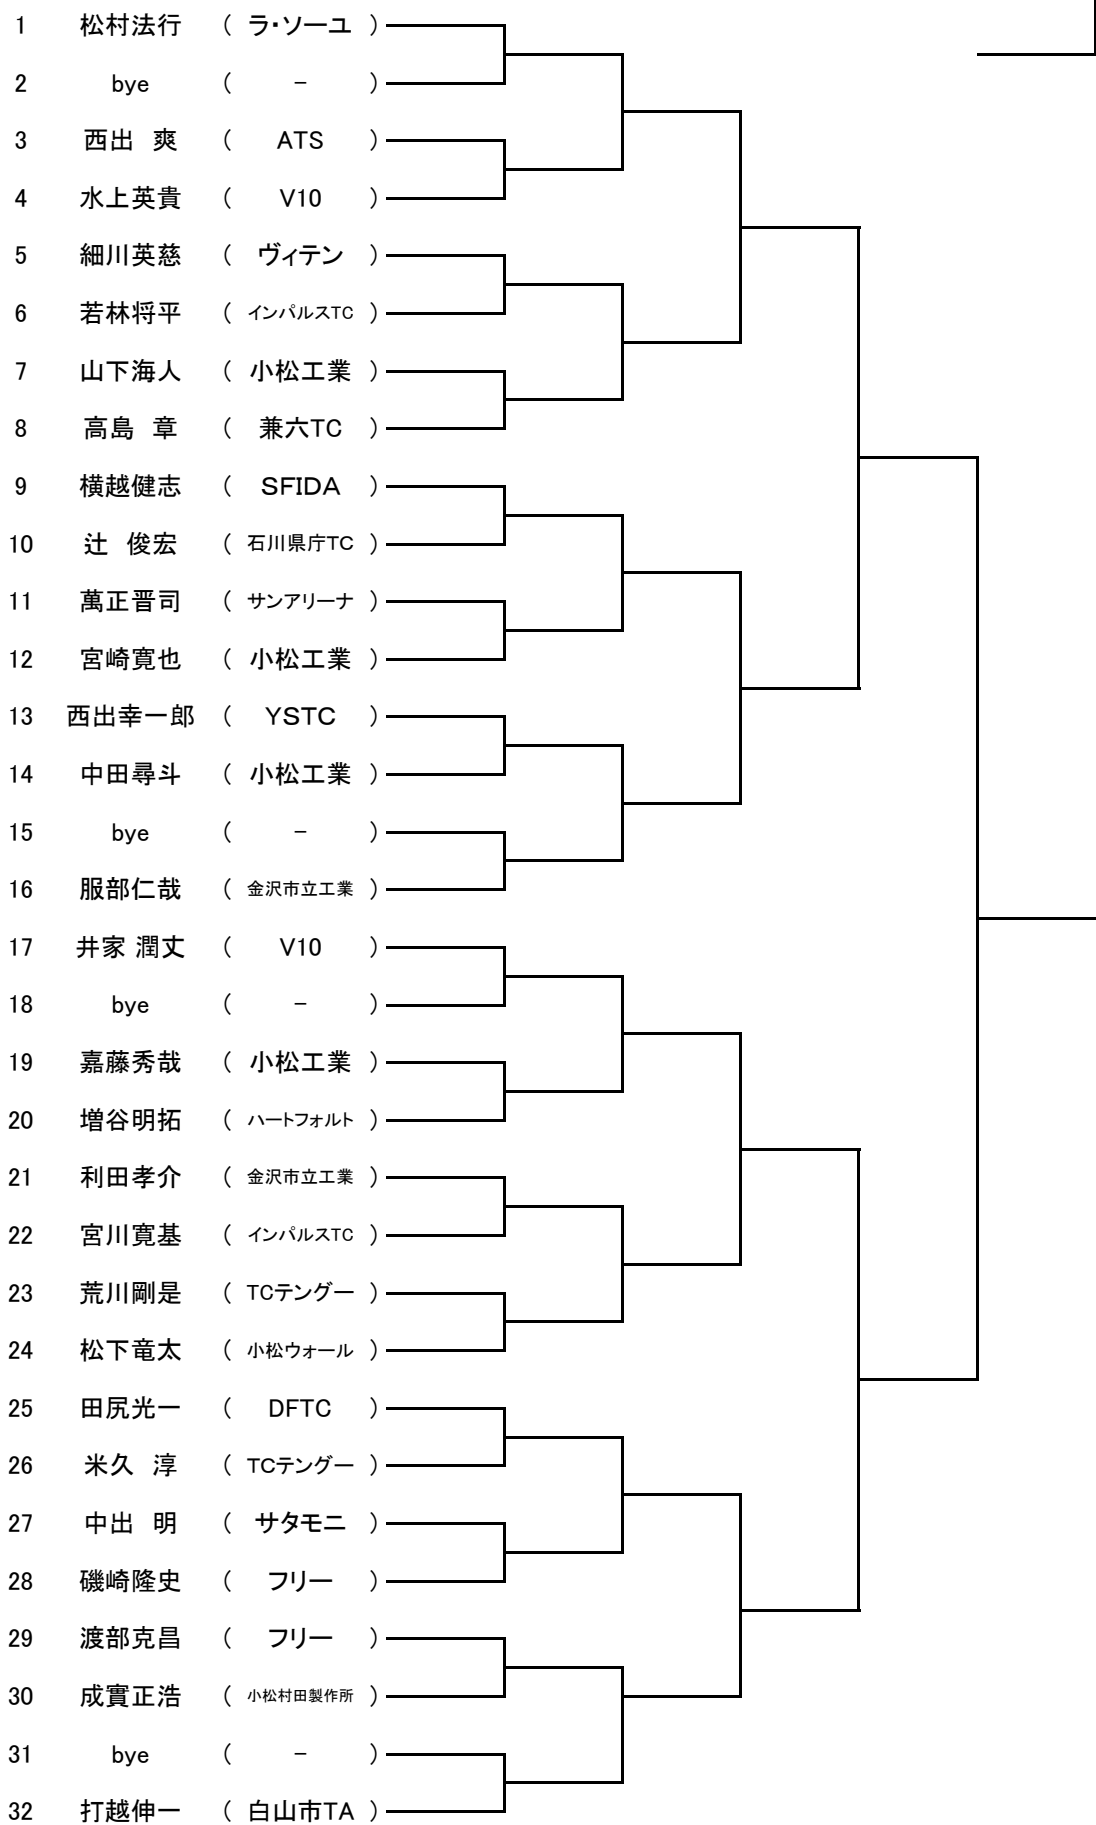 1 松村法行 ( ラ・ソーユ )
2 bye ( - )
3 西出 爽 ( ATS )
4 水上英貴 ( V10 )
5 細川英慈 ( ヴィテン )
6 若林将平 ( インパルスTC )
7 山下海人 ( 小松工業 )
8 高島 章 ( 兼六TC )
9 横越健志 ( SFIDA )
10 辻 俊宏 ( 石川県庁TC )
11 萬正晋司 ( サンアリーナ )
12 宮崎寛也 ( 小松工業 )
13 西出幸一郎 ( YSTC )
14 中田尋斗 ( 小松工業 )
15 bye ( - )
16 服部仁哉 ( 金沢市立工業 )
17 井家 潤丈 ( V10 )
18 bye ( - )
19 嘉藤秀哉 ( 小松工業 )
20 増谷明拓 ( ハートフォルト )
21 利田孝介 ( 金沢市立工業 )
22 宮川寛基 ( インパルスTC )
23 荒川剛是 ( TCテングー )
24 松下竜太 ( 小松ウォール )
25 田尻光一 ( DFTC )
26 米久 淳 ( TCテングー )
27 中出 明 ( サタモニ )
28 磯崎隆史 ( フリー )
29 渡部克昌 ( フリー )
30 成實正浩 ( 小松村田製作所 )
31 bye ( - )
32 打越伸一 ( 白山市TA )